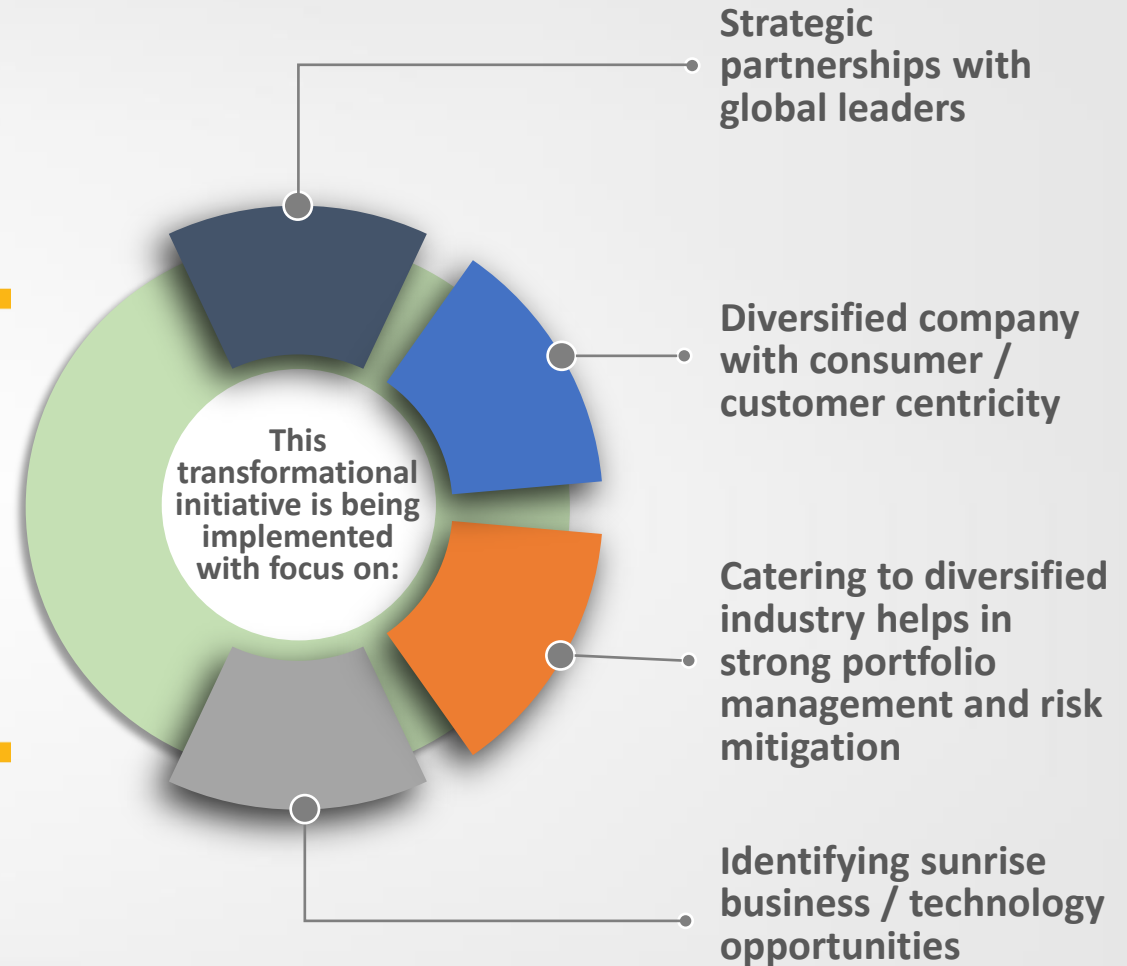 Strategic
partnerships with
global leaders
Diversified company
with consumer /
customer centricity
This
transformational
initiative is being
implemented
with focus on:
Catering to diversified
industry helps in
strong portfolio
management and risk
mitigation
Identifying sunrise
business / technology
opportunities